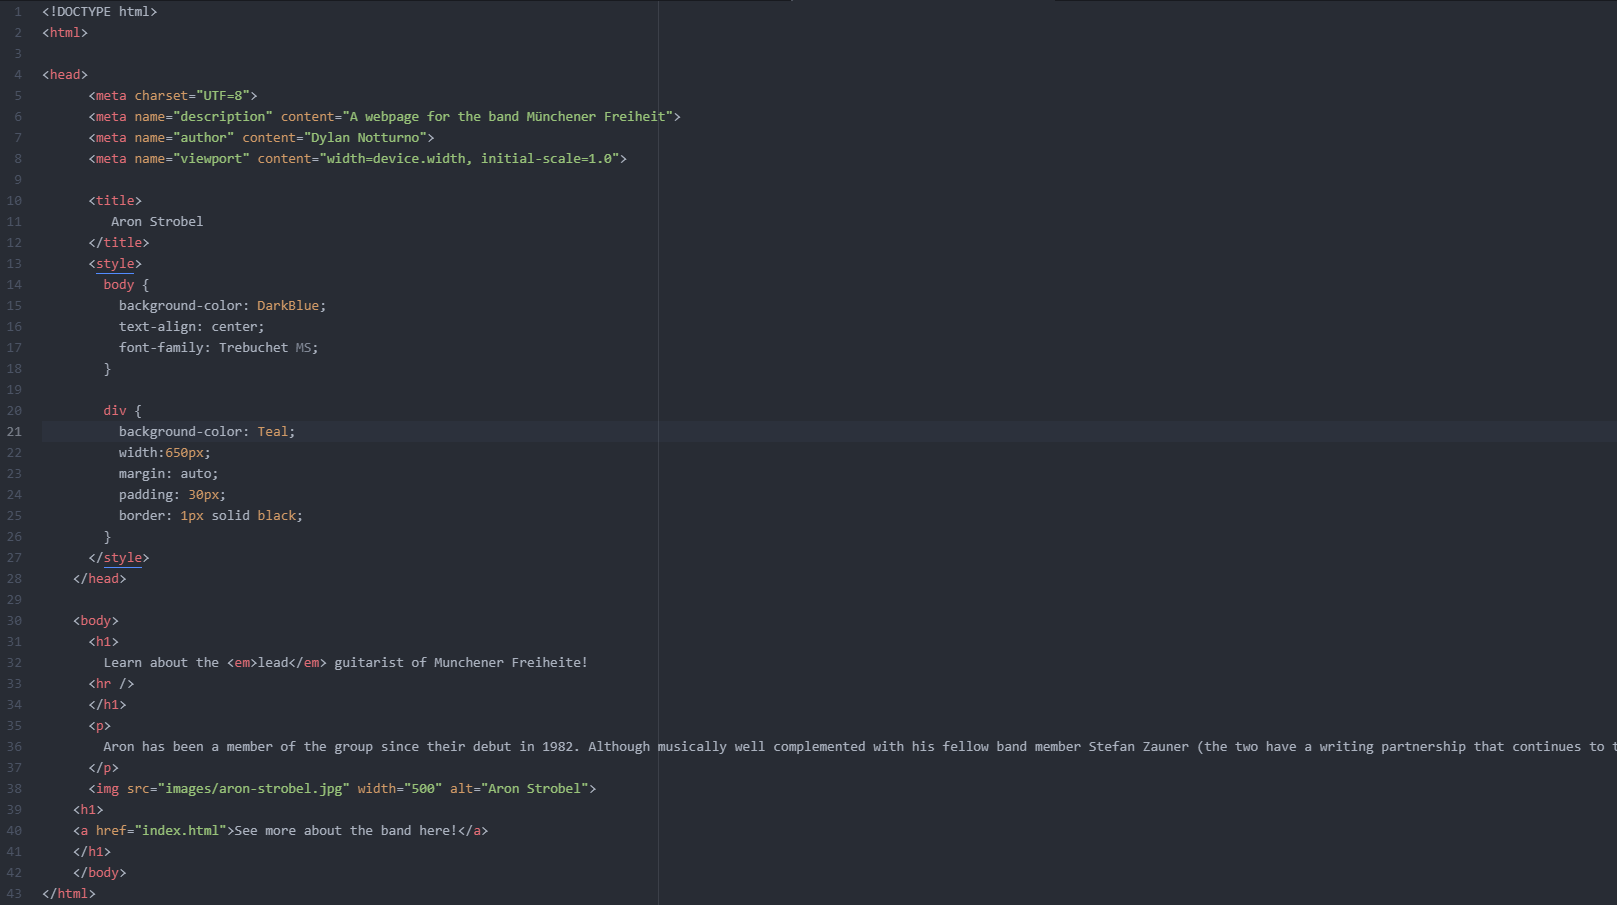 1 <!DOCTYPE html>
2 <html>
3
4 <head>
5 <meta charset="UTF=8">
6 <meta name="description" content="A webpage for the band Münchener Freiheit">
7 <meta name="author" content="Dylan Notturno">
8 <meta name="viewport" content="width=device.width, initial-scale=1.0">
9
10 <title>
11 Aron Strobel
12 </title>
13 <style>
14 body {
15 background-color: DarkBlue;
16 text-align: center;
17 font-family: Trebuchet MS;
18 }
19
20 div {
21 background-color: Teal;
22 width:650px;
23 margin: auto;
24 padding: 30px;
25 border: 1px solid black;
26 }
27 </style>
28 </head>
29
30 <body>
31 <h1>
32 Learn about the <em>lead</em> guitarist of Munchener Freiheite!
33 <hr />
34 </h1>
35 <p>
36 Aron has been a member of the group since their debut in 1982. Although musically well complemented with his fellow band member Stefan Zauner (the two have a writing partnership that continues to
37 </p>
38 <img src="images/aron-strobel.jpg" width="500" alt="Aron Strobel">
39 <h1>
40 <a href="index.html">See more about the band here!</a>
41 </h1>
42 </body>
43 </html>